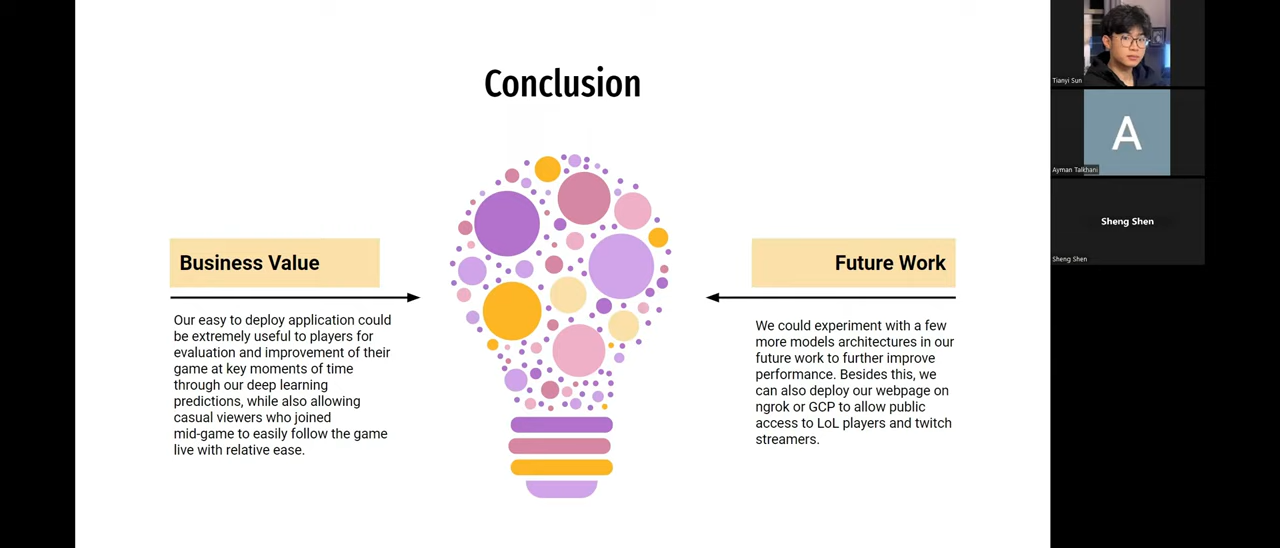 Conclusion
Business Value
Our easy to deploy application could
be extremely useful to players for
evaluation and improvement of their
game at key moments of time
through our deep learning
predictions, while also allowing
casual viewers who joined
mid-game to easily follow the game
live with relative ease.
Future Work
We could experiment with a few
more models architectures in our
future work to further improve
performance. Besides this, we
can also deploy our webpage on
ngrok or GCP to allow public
access to LoL players and twitch
streamers.
Tianyi Sun
A
Ayman Talkhani
Sheng Shen
Sheng Shen